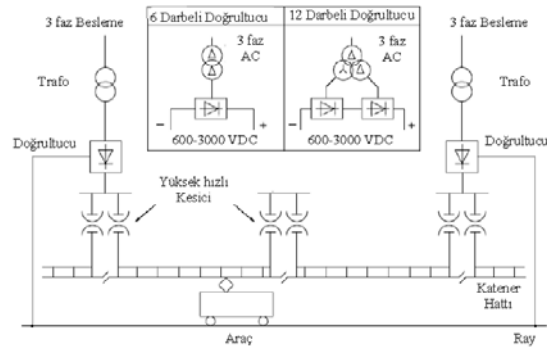 3 faz Besleme
6 Darbeli Doğrultucu
12 Darbeli Doğrultucu
3 faz Besleme
3 faz
AC
3 faz
AC
Trafo
Trafo
− +
− +
600-3000 VDC
600-3000 VDC
Doğrultucu
Doğrultucu
Yüksek hızlı
Kesici
Katener
Hattı
Araç
Ray